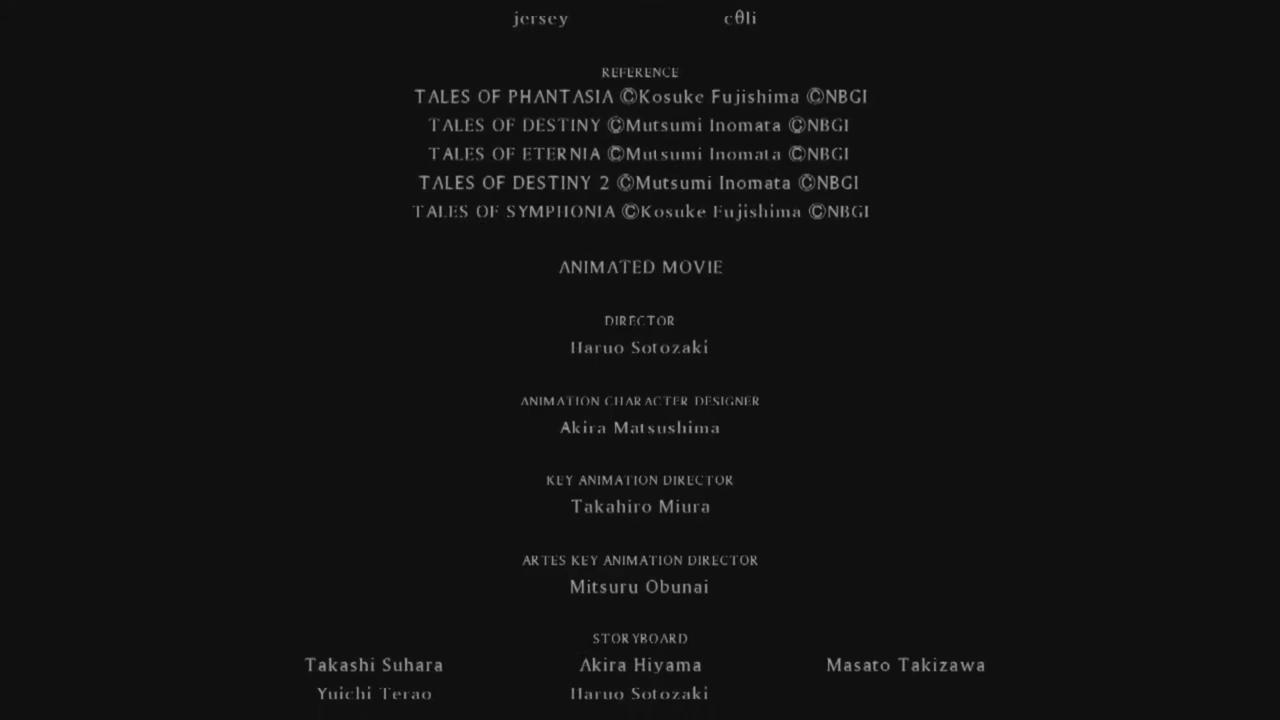 jersey cθli
REFERENCE
TALES OF PHANTASIA ©Kosuke Fujishima ©NBGI
TALES OF DESTINY ©Mutsumi Inomata ©NBGI
TALES OF ETERNIA ©Mutsumi Inomata ©NBGI
TALES OF DESTINY 2 ©Mutsumi Inomata ©NBGI
TALES OF SYMPHONIA ©Kosuke Fujishima ©NBGI
ANIMATED MOVIE
DIRECTOR
Haruo Sotozaki
ANIMATION CHARACTER DESIGNER
Akira Matsushima
KEY ANIMATION DIRECTOR
Takahiro Miura
ARTES KEY ANIMATION DIRECTOR
Mitsuru Obunai
STORYBOARD
Takashi Suhara Akira Hiyama Masato Takizawa
Yuichi Terao Haruo Sotozaki